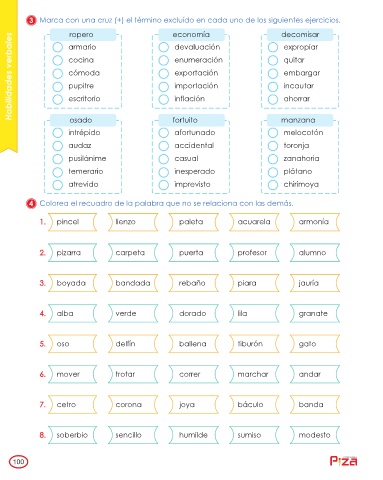 Habilidades verbales
3 Marca con una cruz (+) el término excluido en cada uno de los siguientes ejercicios.
ropero economía decomisar
armario devaluación expropiar
cocina enumeración quitar
cómoda exportación embargar
pupitre importación incautar
escritorio inflación ahorrar
osado fortuito manzana
intrépido afortunado melocotón
audaz accidental toronja
pusilánime casual zanahoria
temerario inesperado plátano
atrevido imprevisto chirimoya
4 Colorea el recuadro de la palabra que no se relaciona con las demás.
1. pincel lienzo paleta acuarela armonía
2. pizarra carpeta puerta profesor alumno
3. boyada bandada rebaño piara jauría
4. alba verde dorado lila granate
5. oso delfín ballena tiburón gato
6. mover trotar correr marchar andar
7. cetro corona joya báculo banda
8. soberbio sencillo humilde sumiso modesto
100